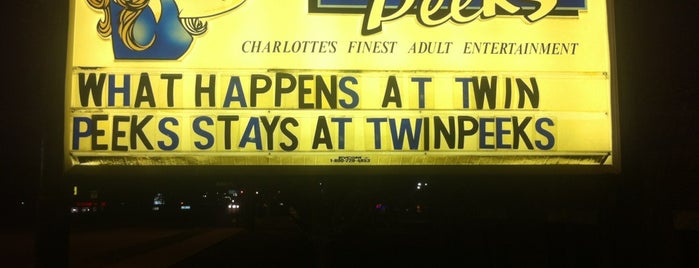 Peeks
CHARLOTTE'S FINEST ADULT ENTERTAINMENT
WHAT HAPPENS AT TWIN
PEEKS STAYS AT TWINPEEKS